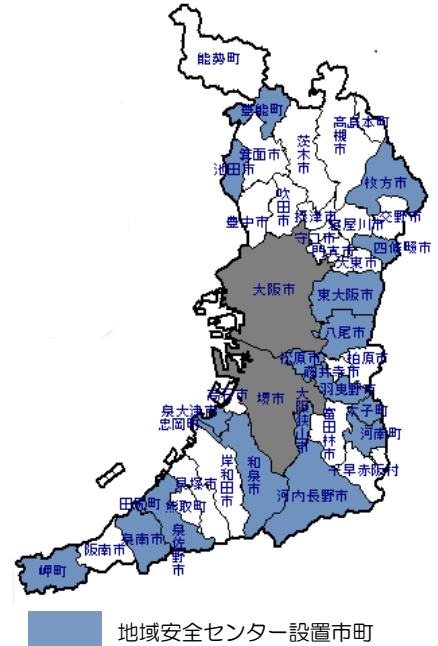 能勢町
豊能町
高槻市
島本町
茨木市
箕面市
池田市
枚方市
吹田市
摂津市
寝屋川市
交野市
豊中市
守口市
門真市
四條畷市
大東市
大阪市
東大阪市
八尾市
松原市
柏原市
藤井寺市
羽曳野市
高石市
堺市
大阪狭山市
富田林市
太子町
泉大津市
忠岡町
河南町
千早赤阪村
岸和田市
和泉市
河内長野市
貝塚市
田尻町
熊取町
泉南市
泉佐野市
阪南市
岬町
地域安全センター設置市町